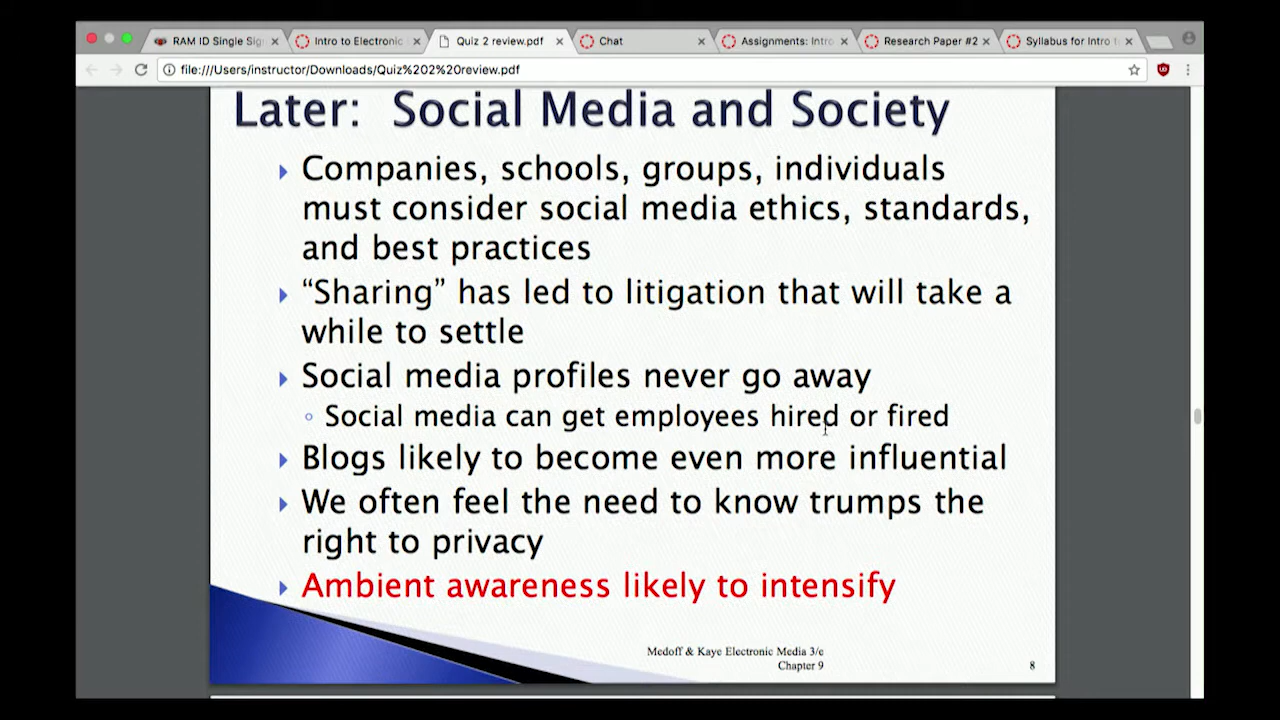 RAM ID Single Sig
Intro to Electronic
Quiz 2 review.pdf
Chat
Assignments: Intro
Research Paper #2
Syllabus for Intro t
file:///Users/instructor/Downloads/Quiz%202%20review.pdf
Later: Social Media and Society
Companies, schools, groups, individuals
must consider social media ethics, standards,
and best practices
“Sharing” has led to litigation that will take a
while to settle
Social media profiles never go away
Social media can get employees hired or fired
Blogs likely to become even more influential
We often feel the need to know trumps the
right to privacy
Ambient awareness likely to intensify
Medoff & Kaye Electronic Media 3/e
Chapter 9
8